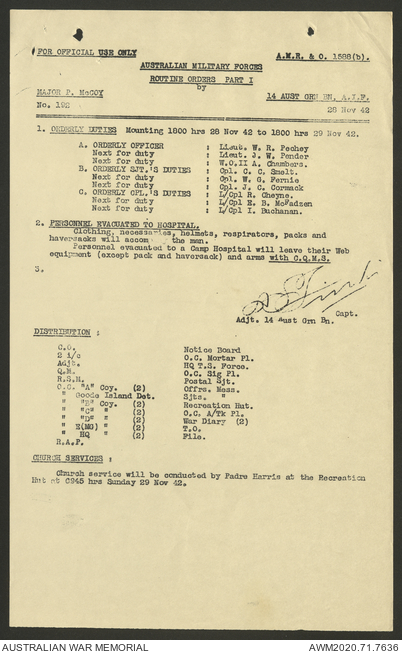 FOR OFFICIAL USE ONLY A.M.R. & O. 1588(b).
AUSTRALIAN MILITARY FORCES
ROUTINE ORDERS PART I
by
MAJOR P. McCOY 14 AUST GRN BN, A.I.F.
No. 192 28 Nov 42
1. ORDERLY DUTIES Mounting 1800 hrs 28 Nov 42 to 1800 hrs 29 Nov 42.
A. ORDERLY OFFICER : Lieut. W. R. Pechey
Next for duty : Lieut. J. W. Ponder
Next for duty : W.O.II A. Chambers.
B. ORDERLY SJT.'S DUTIES : Cpl. C. C. Smelt.
Next for duty : Cpl. W. G. Fernie
Next for duty : Cpl. J. C. Cormack
C. ORDERLY CPL.'S DUTIES : L/Cpl R. Cheyne.
Next for duty : L/Cpl E. B. McFadzen
Next for duty : L/Cpl I. Buchanan.
2. PERSONNEL EVACUATED TO HOSPITAL.
Clothing, necessaries, helmets, respirators, packs and
haversacks will accom the men.
Personnel evacuated to a Camp Hospital will leave their Web
equipment (except pack and haversack) and arms with C.Q.M.S.
3.
Capt.
Adjt. 14 Aust Grn Bn.
DISTRIBUTION :
C.O. Notice Board
2 i/c O.C. Mortar Pl.
Adjt. HQ T.S. Force.
Q.M. O.C. Sig Pl.
R.S.M. Postal Sjt.
O.C. "A" Coy. (2) Offrs. Mess.
" Goode Island Det. Sjts. "
" "B" Coy. (2) Recreation Hut.
" "C" " (2) O.C. A/Tk Pl.
" "D" " (2) War Diary (2)
" E(MG) " (2) T.O.
" HQ " (2) File.
R.A.P.
CHURCH SERVICES :
Church service will be conducted by Padre Harris at the Recreation
Hut at 0945 hrs Sunday 29 Nov 42.
AUSTRALIAN WAR MEMORIAL AWM2020.71.7636